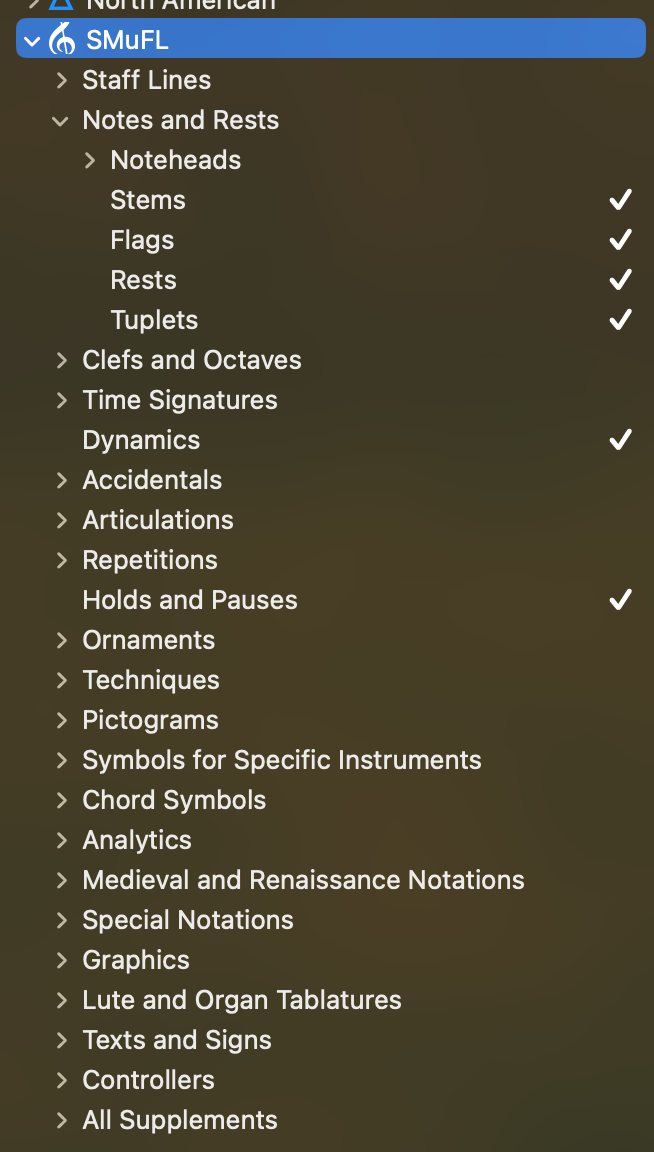 North American
SMuFL
Staff Lines
Notes and Rests
Noteheads
Stems
Flags
Rests
Tuplets
Clefs and Octaves
Time Signatures
Dynamics
Accidentals
Articulations
Repetitions
Holds and Pauses
Ornaments
Techniques
Pictograms
Symbols for Specific Instruments
Chord Symbols
Analytics
Medieval and Renaissance Notations
Special Notations
Graphics
Lute and Organ Tablatures
Texts and Signs
Controllers
All Supplements